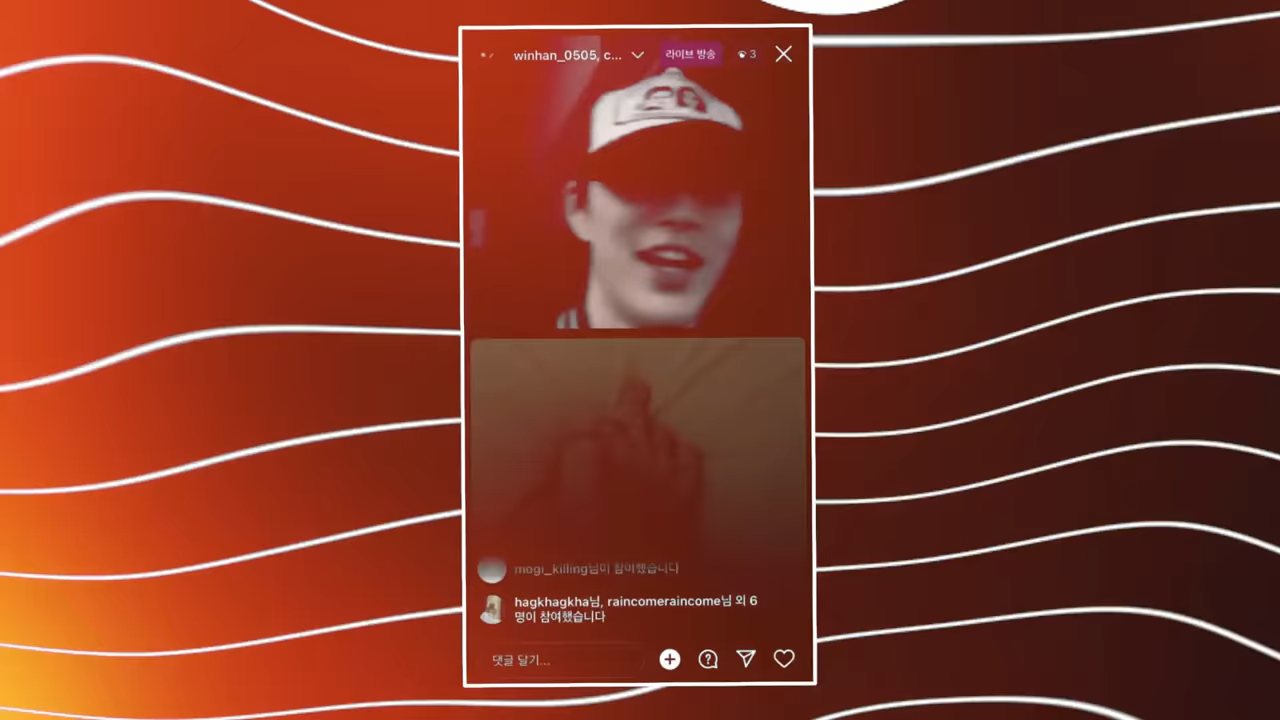 winhan_0505, c...
라이브 방송
3
mogi_killing님이 참여했습니다
hagkhagkha님, raincomeraincome님 외 6
명이 참여했습니다
댓글 달기...